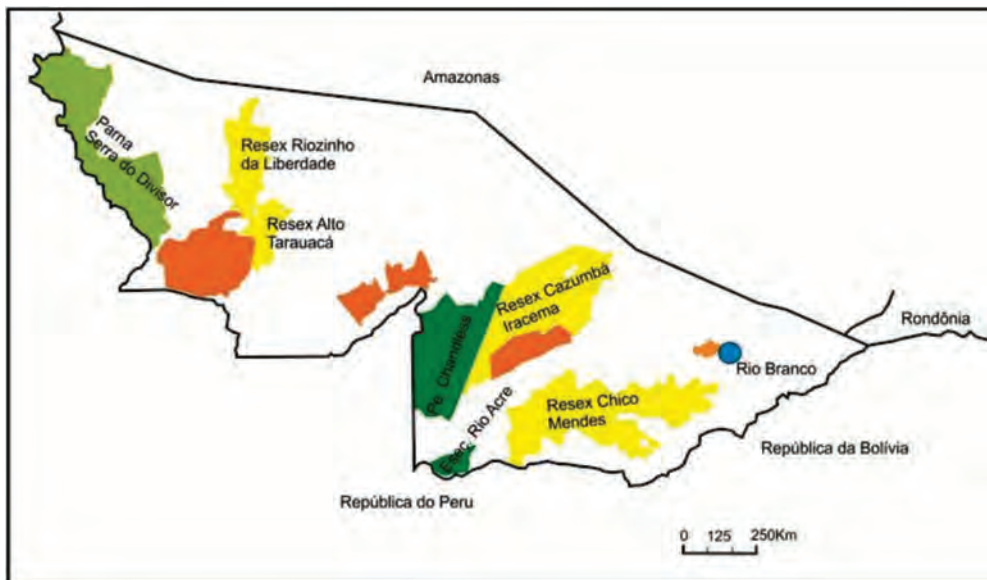 Amazonas
Parna
Serra do Divisor
Resex Riozinho
da Liberdade
Resex Alto
Tarauacá
Resex Cazumbá
Iracema
Pe Chandless
Rondônia
Rio Branco
Resex Chico
Mendes
Esec. Rio Acre
República da Bolívia
República do Peru
0 125 250Km